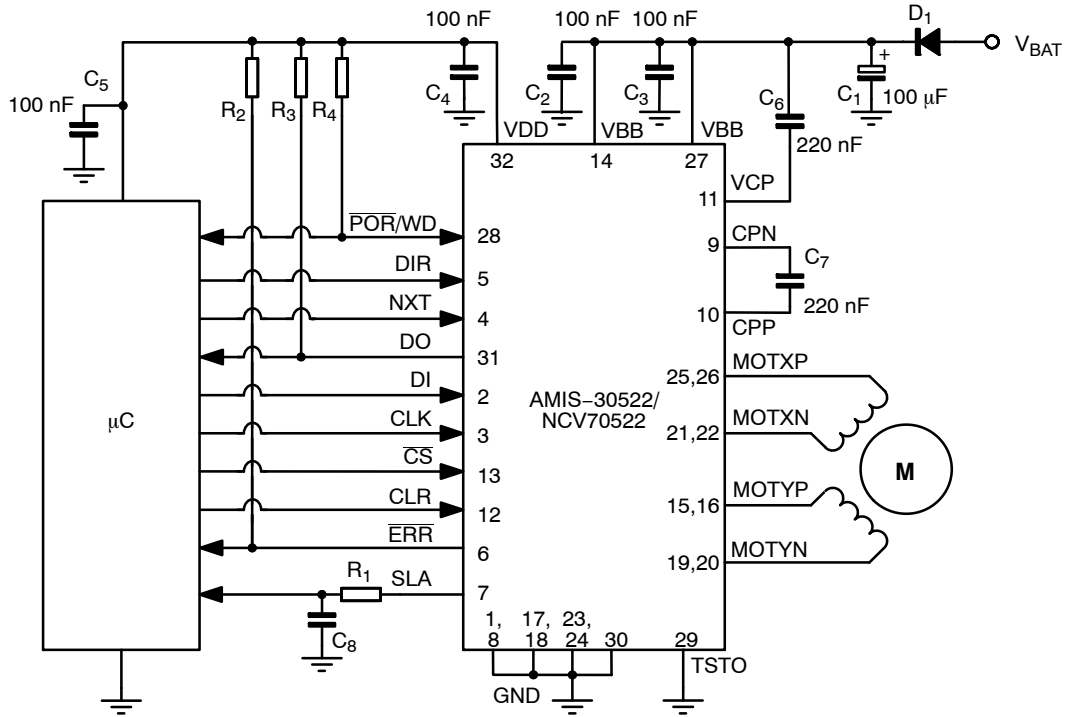 100 nF
100 nF
100 nF
D1
VBAT
C5
100 nF
R2
R3
R4
C4
C2
C3
C6
C1
100 µF
VDD
VBB
VBB
220 nF
32
14
27
11
VCP
POR/WD
28
9
CPN
DIR
5
C7
NXT
4
10
220 nF
CPP
DO
31
MOTXP
25,26
DI
2
AMIS−30522/
NCV70522
µC
CLK
3
21,22
MOTXN
CS
13
M
CLR
12
15,16
MOTYP
ERR
6
19,20
MOTYN
R1
SLA
7
C8
1,
8
17,
18
23,
24
30
29
TSTO
GND